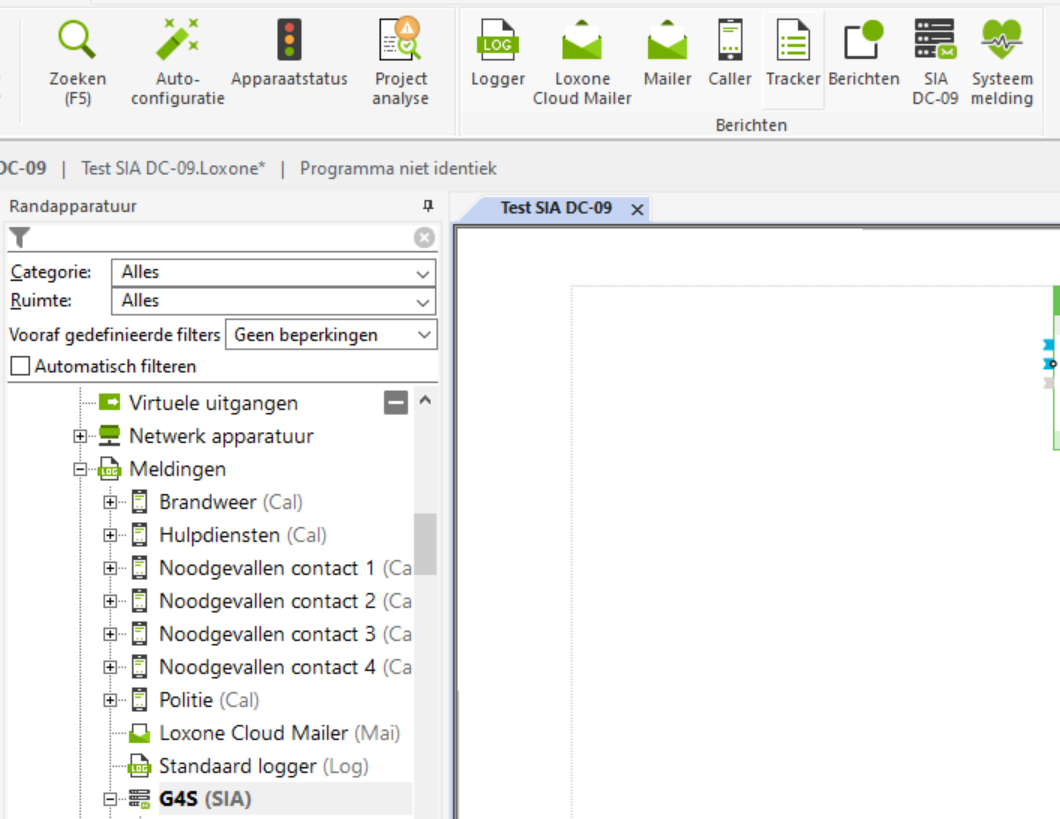 Zoeken
(F5)
Auto-
configuratie
Apparaatstatus
Project
analyse
LOG
Logger
Loxone
Cloud Mailer
Mailer
Caller
Tracker
Berichten
SIA
DC-09
Systeem
melding
Berichten
DC-09 | Test SIA DC-09.Loxone* | Programma niet identiek
Randapparatuur
Test SIA DC-09
Categorie: Alles
Ruimte: Alles
Vooraf gedefinieerde filters Geen beperkingen
Automatisch filteren
Virtuele uitgangen
Netwerk apparatuur
LOG Meldingen
Brandweer (Cal)
Hulpdiensten (Cal)
Noodgevallen contact 1 (Ca
Noodgevallen contact 2 (Ca
Noodgevallen contact 3 (Ca
Noodgevallen contact 4 (Ca
Politie (Cal)
Loxone Cloud Mailer (Mai)
LOG Standaard logger (Log)
G4S (SIA)